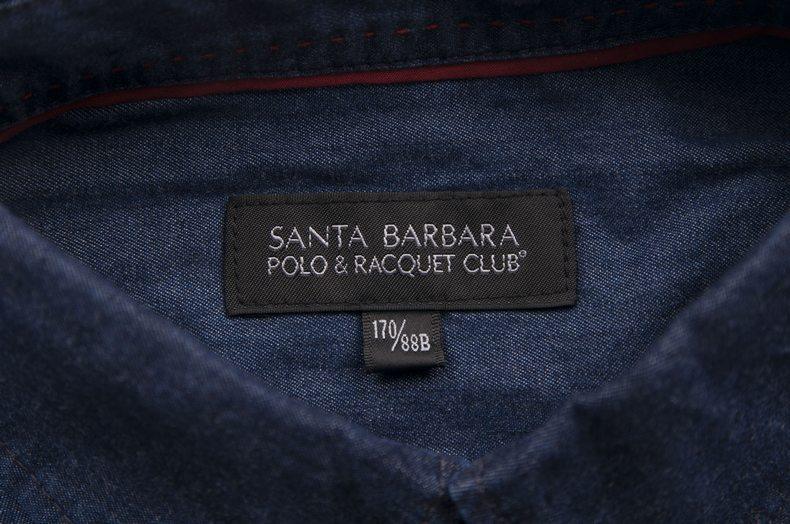 SANTA BARBARA
POLO & RACQUET CLUB®
170/88B